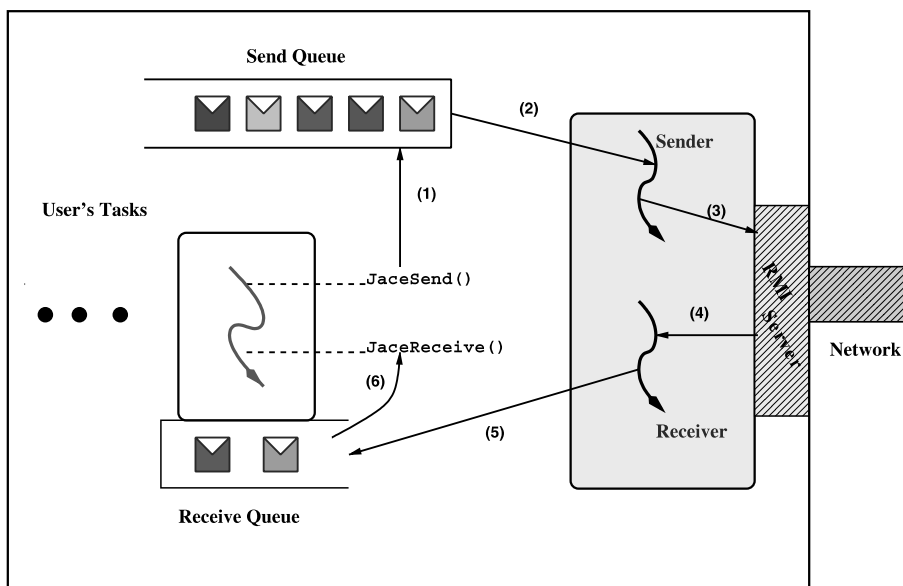 Send Queue
(2)
Sender
(1)
User's Tasks
(3)
JaceSend()
RMI Server
(4)
JaceReceive()
Network
(6)
(5)
Receiver
Receive Queue